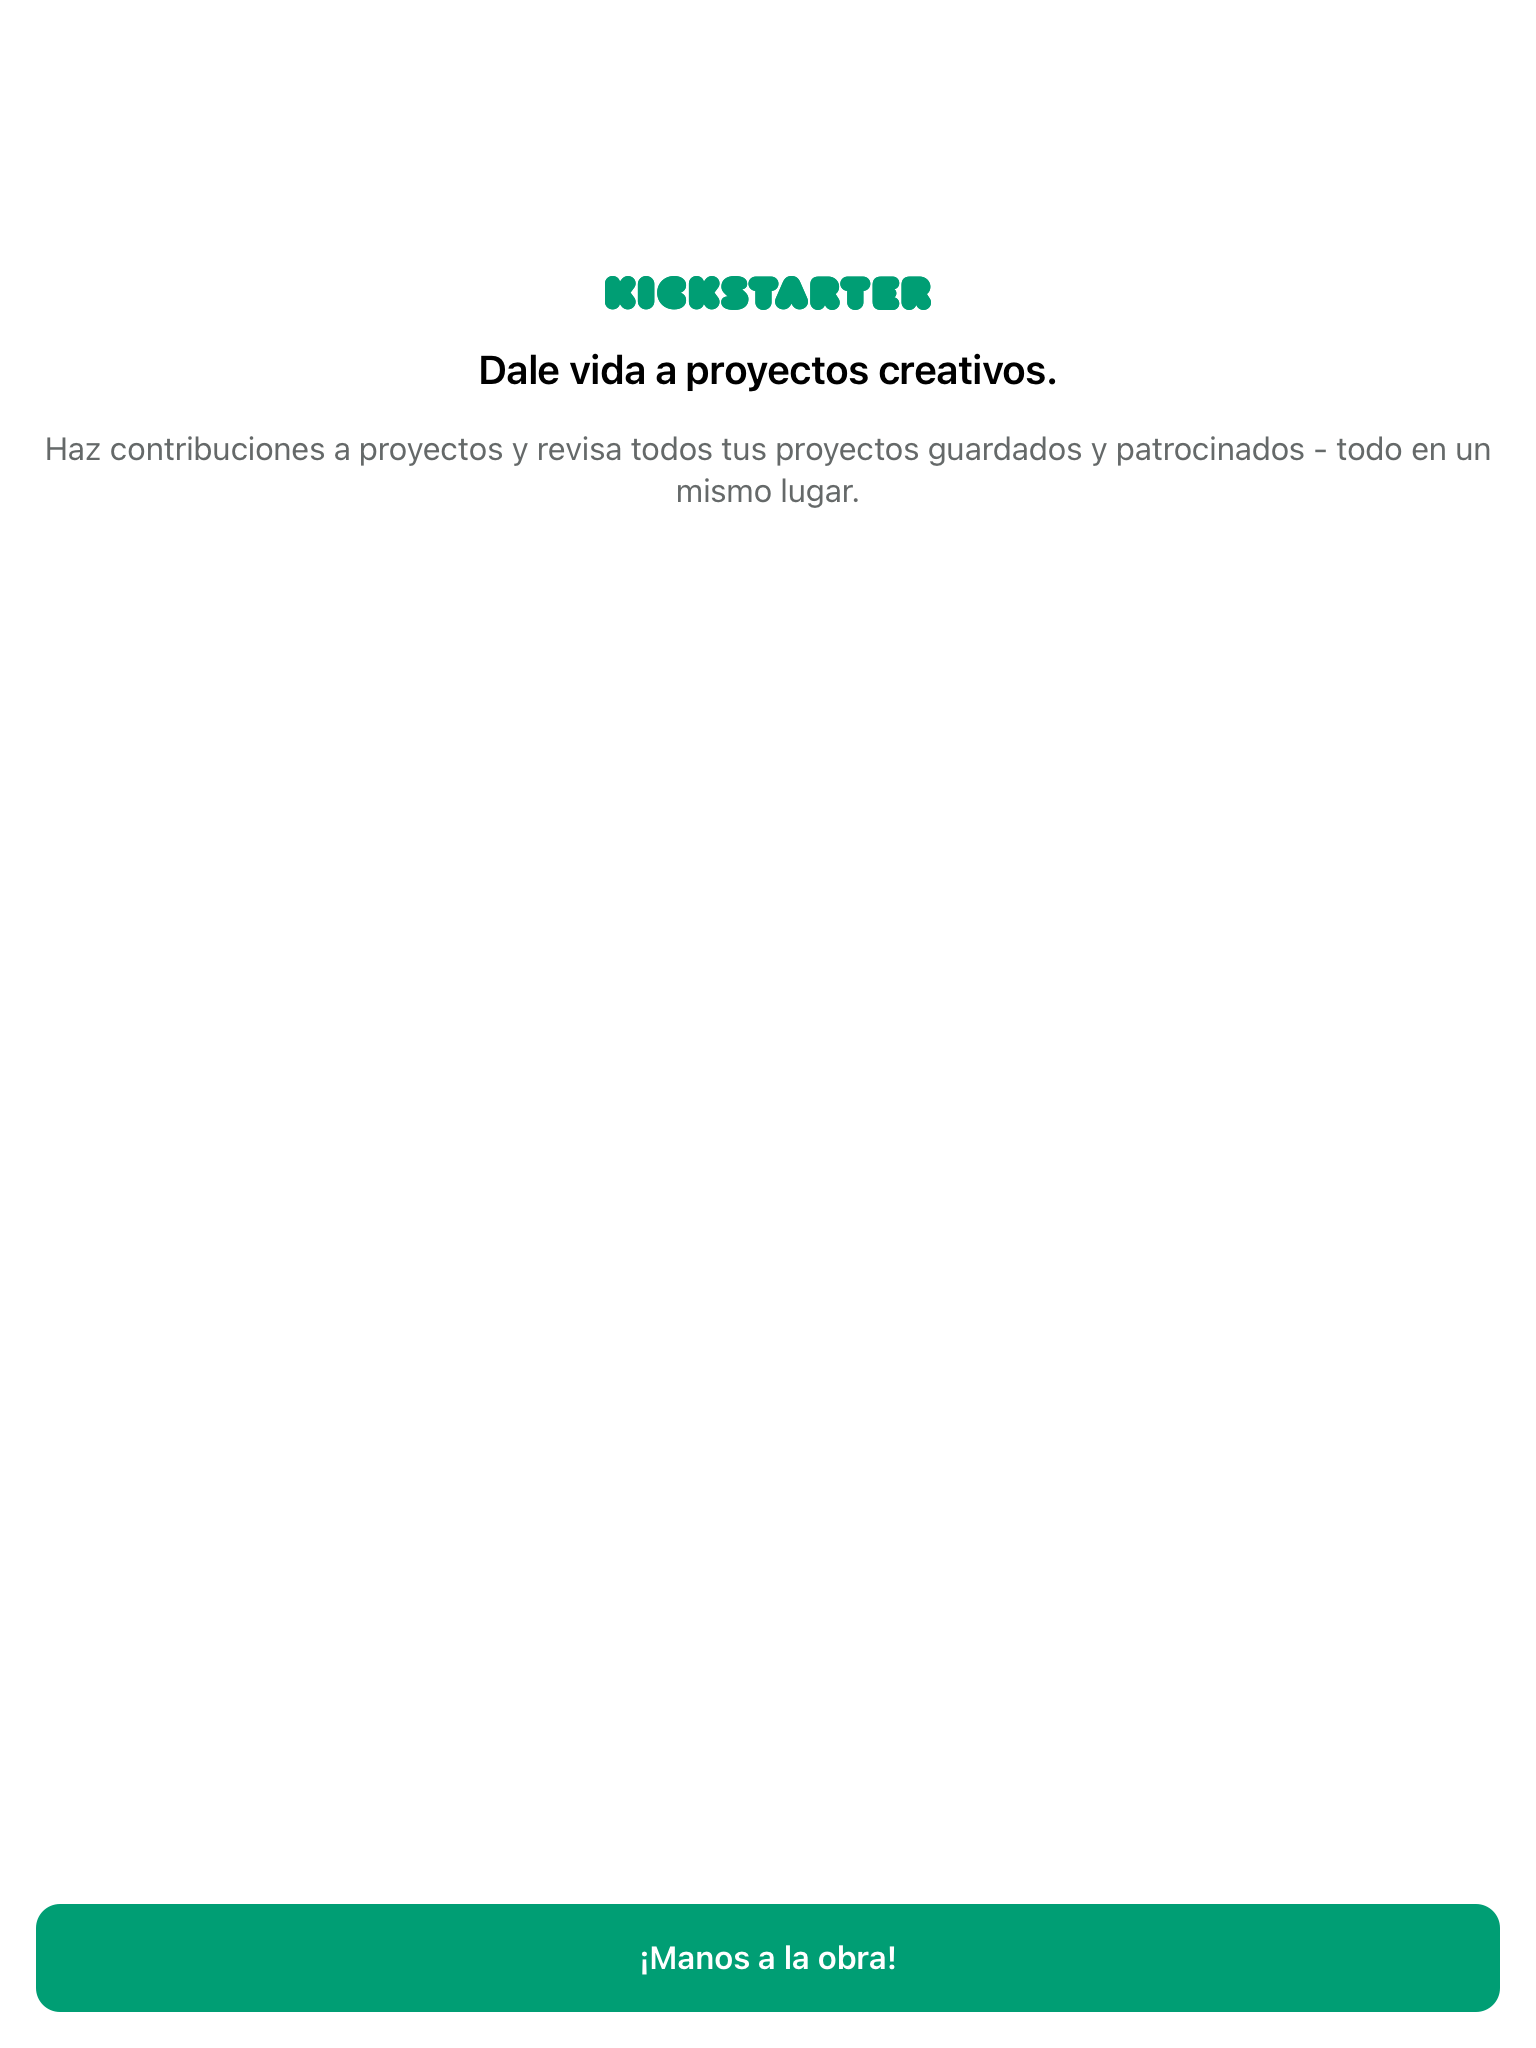 KICKSTARTER
Dale vida a proyectos creativos.
Haz contribuciones a proyectos y revisa todos tus proyectos guardados y patrocinados - todo en un
mismo lugar.
¡Manos a la obra!